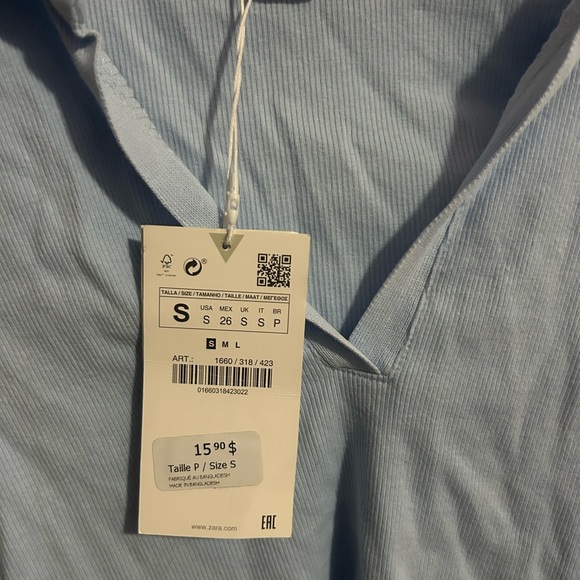 FSC
TALLA / SIZE / TAMANHO / TAILLE / MAAT / ΜΕΓΕΘΟΣ
S
USA MEX UK IT BR
S 26 S S P
S M L
ART.: 1660 / 318 / 423
01660318423022
15 90 $
Taille P / Size S
FABRIQUÉ AU BANGLADESH
MADE IN BANGLADESH
www.zara.com
EAC